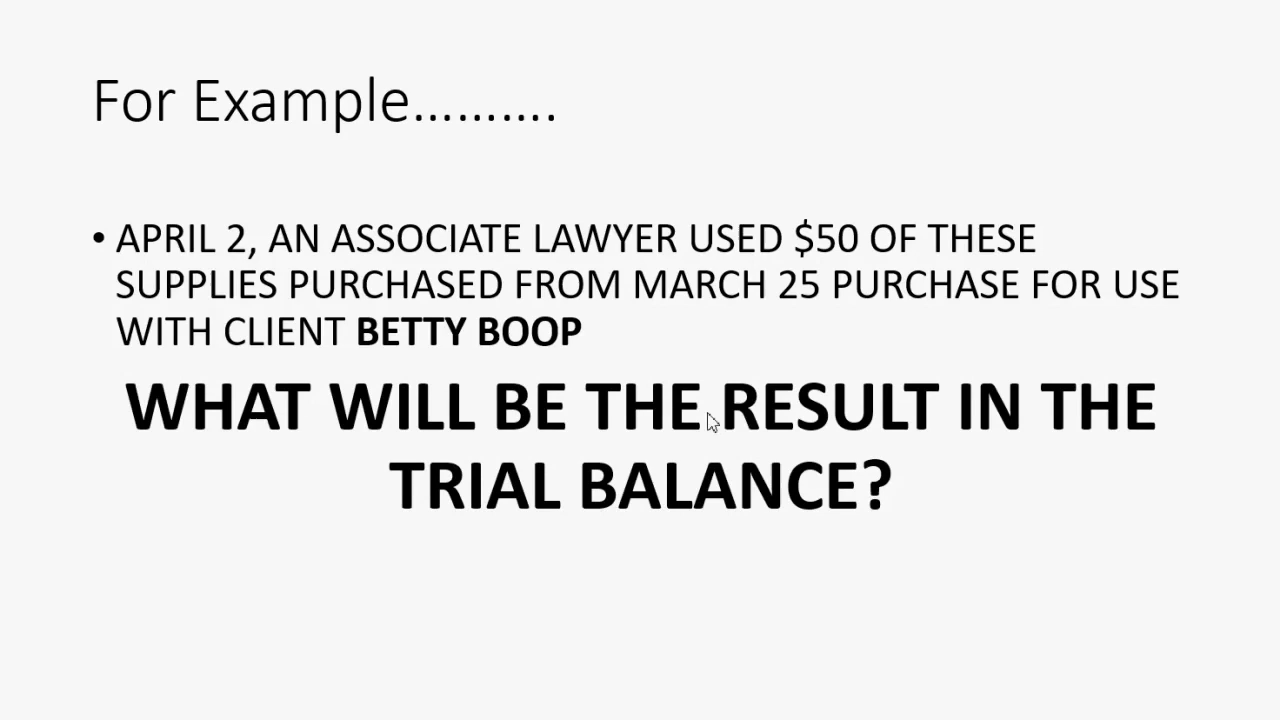 For Example..........
• APRIL 2, AN ASSOCIATE LAWYER USED $50 OF THESE
SUPPLIES PURCHASED FROM MARCH 25 PURCHASE FOR USE
WITH CLIENT BETTY BOOP
WHAT WILL BE THE RESULT IN THE
TRIAL BALANCE?